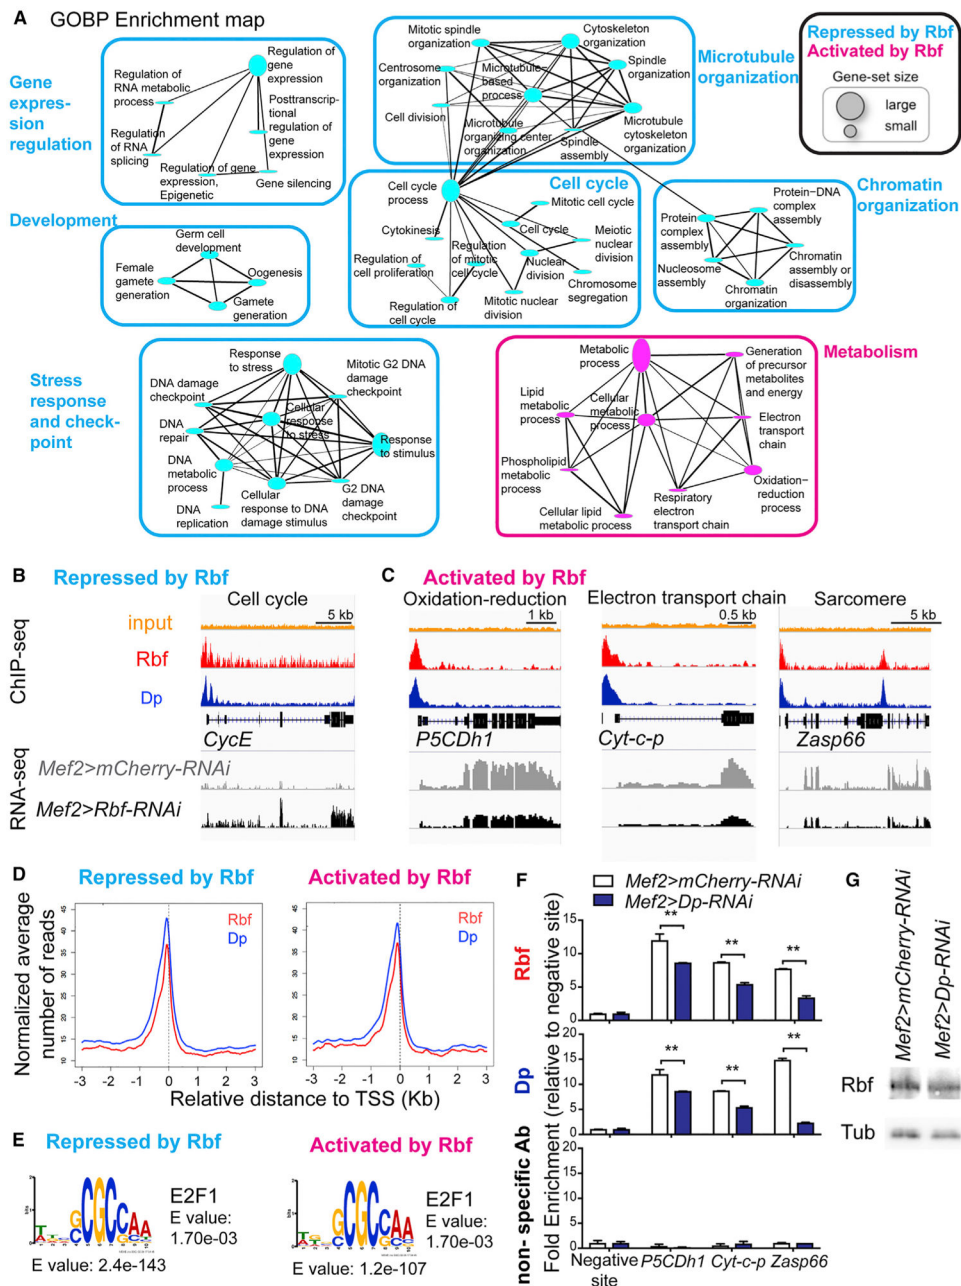 A
GOBP Enrichment map
Gene
expres-
sion
regulation
Regulation of
gene
expression
Regulation of
RNA metabolic
process
Posttranscrip-
tional
regulation of
gene
expression
Regulation
of RNA
splicing
Regulation of gene
expression,
Epigenetic
Gene silencing
Mitotic spindle
organization
Cytoskeleton
organization
Centrosome
organization
Microtubule-
based process
Spindle
organization
Cell division
Microtubule
organizing center
organization
Spindle
assembly
Microtubule
cytoskeleton
organization
Microtubule
organization
Repressed by Rbf
Activated by Rbf
Gene-set size
large
small
Development
Germ cell
development
Female
gamete
generation
Oogenesis
Gamete
generation
Cell cycle
process
Cell cycle
Mitotic cell cycle
Cytokinesis
Cell cycle
Regulation
of mitotic
cell cycle
Meiotic
nuclear
division
Regulation of
cell proliferation
Nuclear
division
Chromosome
segregation
Regulation of
cell cycle
Mitotic nuclear
division
Protein-DNA
complex
assembly
Protein
complex
assembly
Nucleosome
assembly
Chromatin
assembly or
disassembly
Chromatin
organization
Chromatin
organization
Stress
response
and check-
point
Response
to stress
Mitotic G2 DNA
damage
checkpoint
DNA damage
checkpoint
Cellular
response
to stress
DNA
repair
Response
to stimulus
DNA
metabolic
process
DNA
replication
Cellular
response to DNA
damage stimulus
G2 DNA
damage
checkpoint
Metabolism
Metabolic
process
Generation
of precursor
metabolites
and energy
Lipid
metabolic
process
Cellular
metabolic
process
Electron
transport
chain
Phospholipid
metabolic
process
Oxidation-
reduction
process
Cellular lipid
metabolic process
Respiratory
electron
transport chain
B
Repressed by Rbf
Cell cycle
5 kb
ChIP-seq
input
Rbf
Dp
CycE
RNA-seq
Mef2>mCherry-RNAi
Mef2>Rbf-RNAi
C
Activated by Rbf
Oxidation-reduction
1 kb
P5CDh1
Electron transport chain
0.5 kb
Cyt-c-p
Sarcomere
5 kb
Zasp66
D
Repressed by Rbf
Activated by Rbf
Normalized average
number of reads
45
40
35
30
25
20
15
10
Rbf
Dp
-3 -2 -1 0 1 2 3
45
40
35
30
25
20
15
10
Rbf
Dp
-3 -2 -1 0 1 2 3
Relative distance to TSS (Kb)
E
Repressed by Rbf
E2F1
E value:
1.70e-03
E value: 2.4e-143
Activated by Rbf
E2F1
E value:
1.70e-03
E value: 1.2e-107
F
Mef2>mCherry-RNAi
Mef2>Dp-RNAi
Fold Enrichment (relative to negative site)
Rbf
15
10
5
0
** ** **
Dp
20
15
10
5
0
** ** **
non- specific Ab
20
15
10
5
0
Negative
site
P5CDh1
Cyt-c-p
Zasp66
G
Mef2>mCherry-RNAi
Mef2>Dp-RNAi
Rbf
Tub